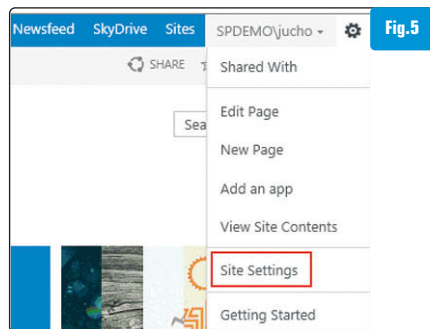 Newsfeed SkyDrive Sites SPDEMO\jucho Fig.5
SHARE
Shared With
Edit Page
Sea
New Page
Add an app
View Site Contents
Site Settings
Getting Started